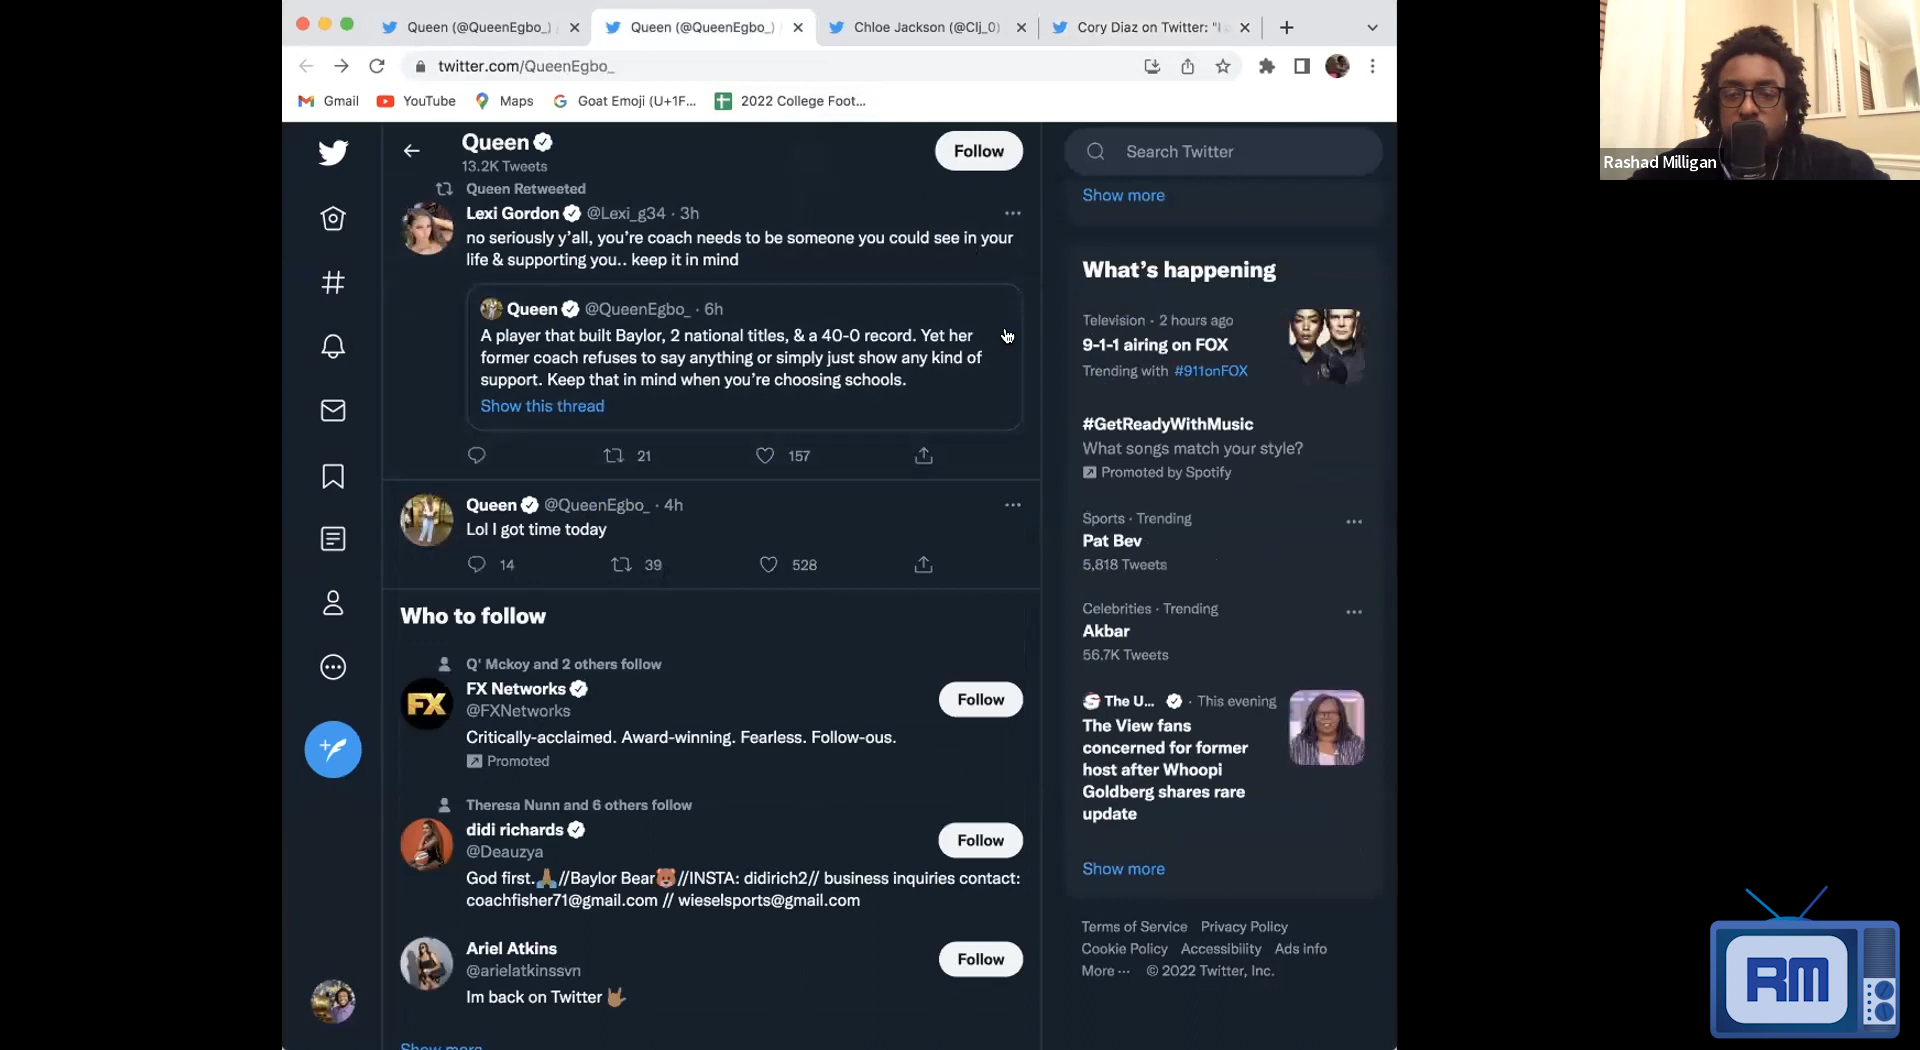 Queen (@QueenEgbo_)
Queen (@QueenEgbo_)
Chloe Jackson (@Clj_0)
Cory Diaz on Twitter: "I
twitter.com/QueenEgbo_
Gmail
YouTube
Maps
Goat Emoji (U+1F...
2022 College Foot...
Queen
13.2K Tweets
Follow
Queen Retweeted
Lexi Gordon @Lexi_g34 · 3h
no seriously y'all, you're coach needs to be someone you could see in your
life & supporting you.. keep it in mind
Queen @QueenEgbo_ · 6h
A player that built Baylor, 2 national titles, & a 40-0 record. Yet her
former coach refuses to say anything or simply just show any kind of
support. Keep that in mind when you're choosing schools.
Show this thread
21
157
Queen @QueenEgbo_ · 4h
Lol I got time today
14
39
528
Who to follow
Q' Mckoy and 2 others follow
FX
FX Networks
@FXNetworks
Follow
Critically-acclaimed. Award-winning. Fearless. Follow-ous.
Promoted
Theresa Nunn and 6 others follow
didi richards
@Deauzya
Follow
God first.🙏🏾//Baylor Bear🐻//INSTA: didirich2// business inquiries contact:
coachfisher71@gmail.com // wieselsports@gmail.com
Ariel Atkins
@arielatkinssvn
Follow
Im back on Twitter 🤟🏾
Show more
Search Twitter
Show more
What's happening
Television · 2 hours ago
9-1-1 airing on FOX
Trending with #911onFOX
#GetReadyWithMusic
What songs match your style?
Promoted by Spotify
Sports · Trending
Pat Bev
5,818 Tweets
Celebrities · Trending
Akbar
56.7K Tweets
The U... · This evening
The View fans
concerned for former
host after Whoopi
Goldberg shares rare
update
Show more
Terms of Service Privacy Policy
Cookie Policy Accessibility Ads info
More ··· © 2022 Twitter, Inc.
Rashad Milligan
RM